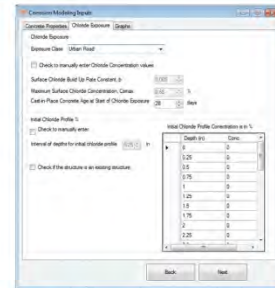 Corrosion Modeling Inputs
Concrete Properties Chloride Exposure Graphs
Chloride Exposure
Exposure Class Urban Road
Check to manually enter Chloride Concentration values
Surface Chloride Build Up Rate Constant, b
Maximum Surface Chloride Concentration, Csmax %
Cast-in-Place Concrete Age at Start of Chloride Exposure 28 days
Initial Chloride Profile %
Check to manually enter
Interval of depths for initial chloride profile 0.25 in
Check if the structure is an existing structure
Initial Chloride Profile Concentration is in %
Depth (in) Conc.
0 0
0.25 0
0.5 0
0.75 0
1 0
1.25 0
1.5 0
1.75 0
2 0
2.25 0
Back Next